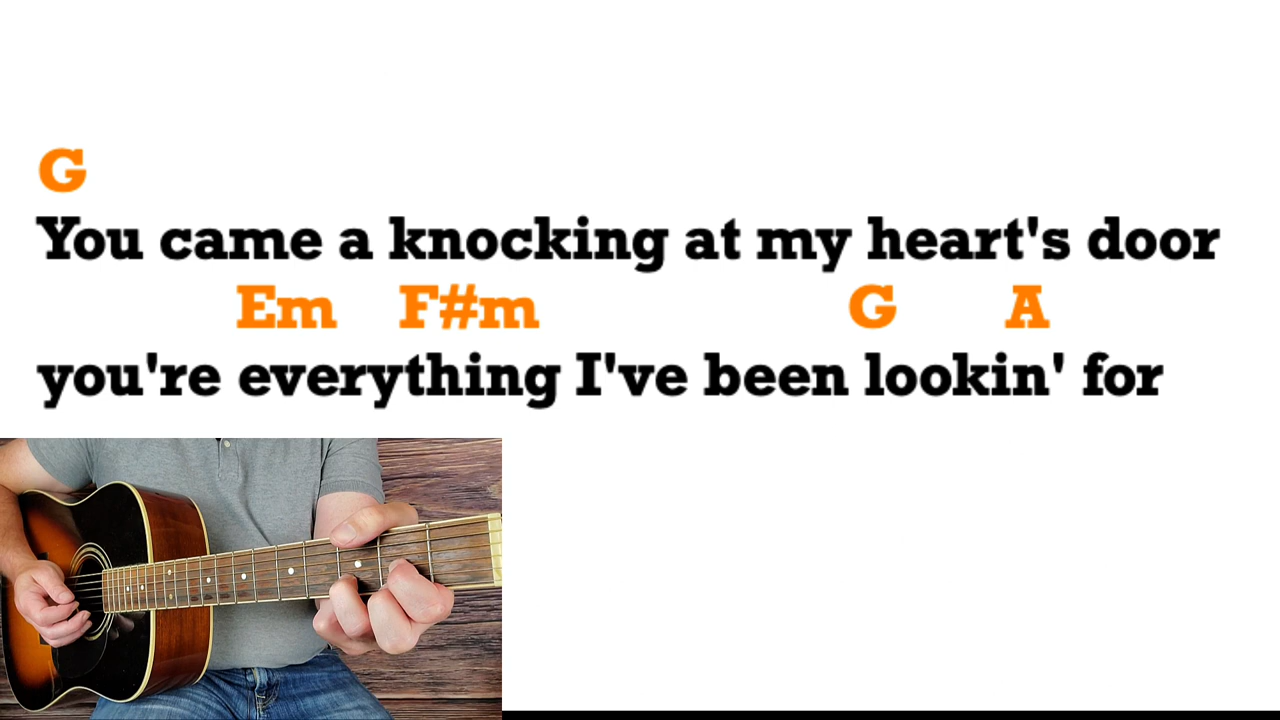 G
You came a knocking at my heart's door
Em F#m G A
you're everything I've been lookin' for